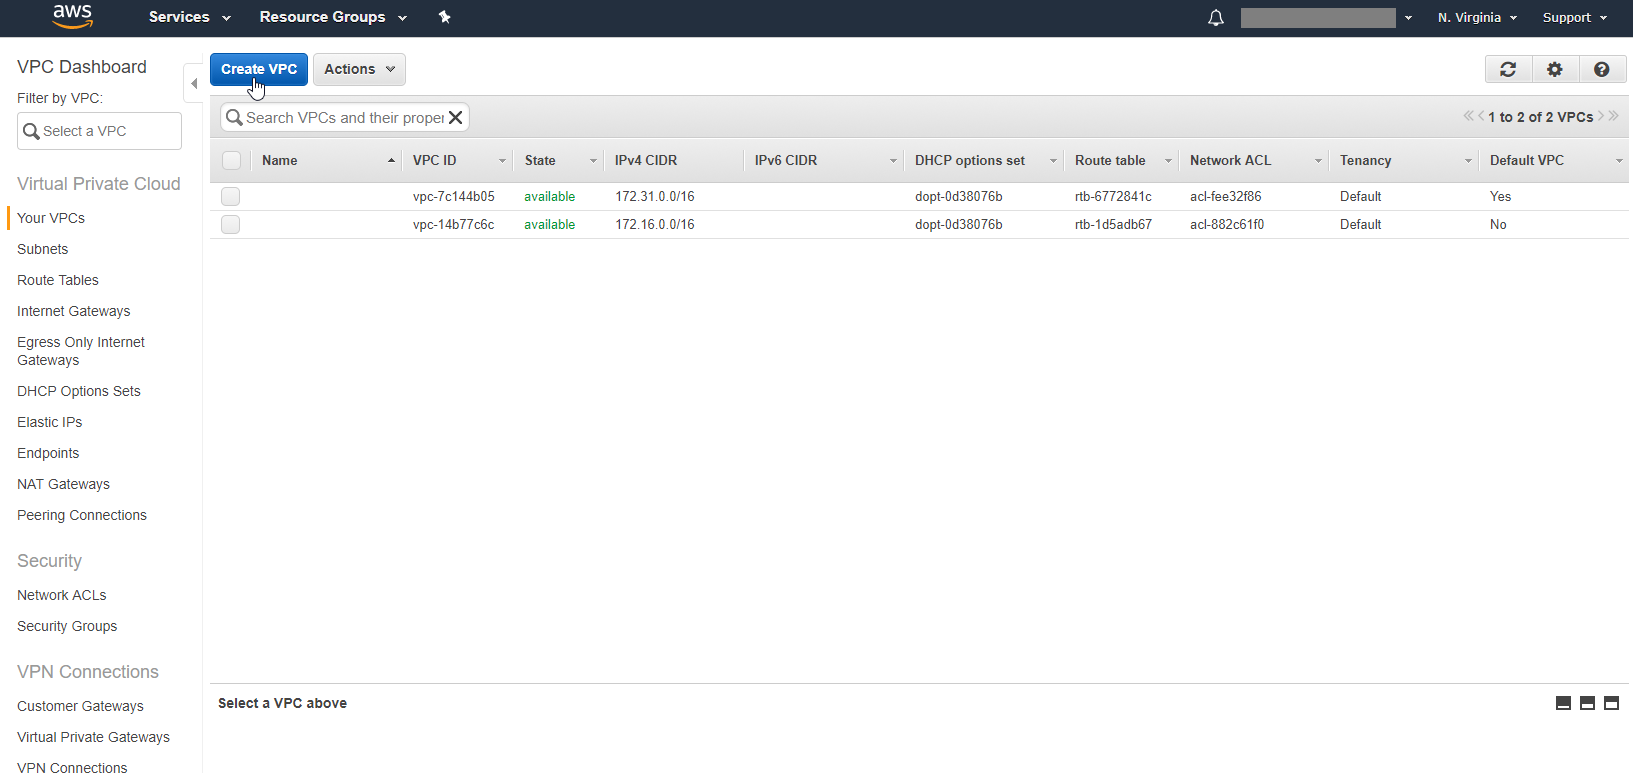 aws Services Resource Groups N. Virginia Support
VPC Dashboard
Filter by VPC:
Select a VPC
Virtual Private Cloud
Your VPCs
Subnets
Route Tables
Internet Gateways
Egress Only Internet
Gateways
DHCP Options Sets
Elastic IPs
Endpoints
NAT Gateways
Peering Connections
Security
Network ACLs
Security Groups
VPN Connections
Customer Gateways
Virtual Private Gateways
VPN Connections
Create VPC Actions
Search VPCs and their proper 1 to 2 of 2 VPCs
Name VPC ID State IPv4 CIDR IPv6 CIDR DHCP options set Route table Network ACL Tenancy Default VPC
vpc-7c144b05 available 172.31.0.0/16 dopt-0d38076b rtb-6772841c acl-fee32f86 Default Yes
vpc-14b77c6c available 172.16.0.0/16 dopt-0d38076b rtb-1d5adb67 acl-882c61f0 Default No
Select a VPC above